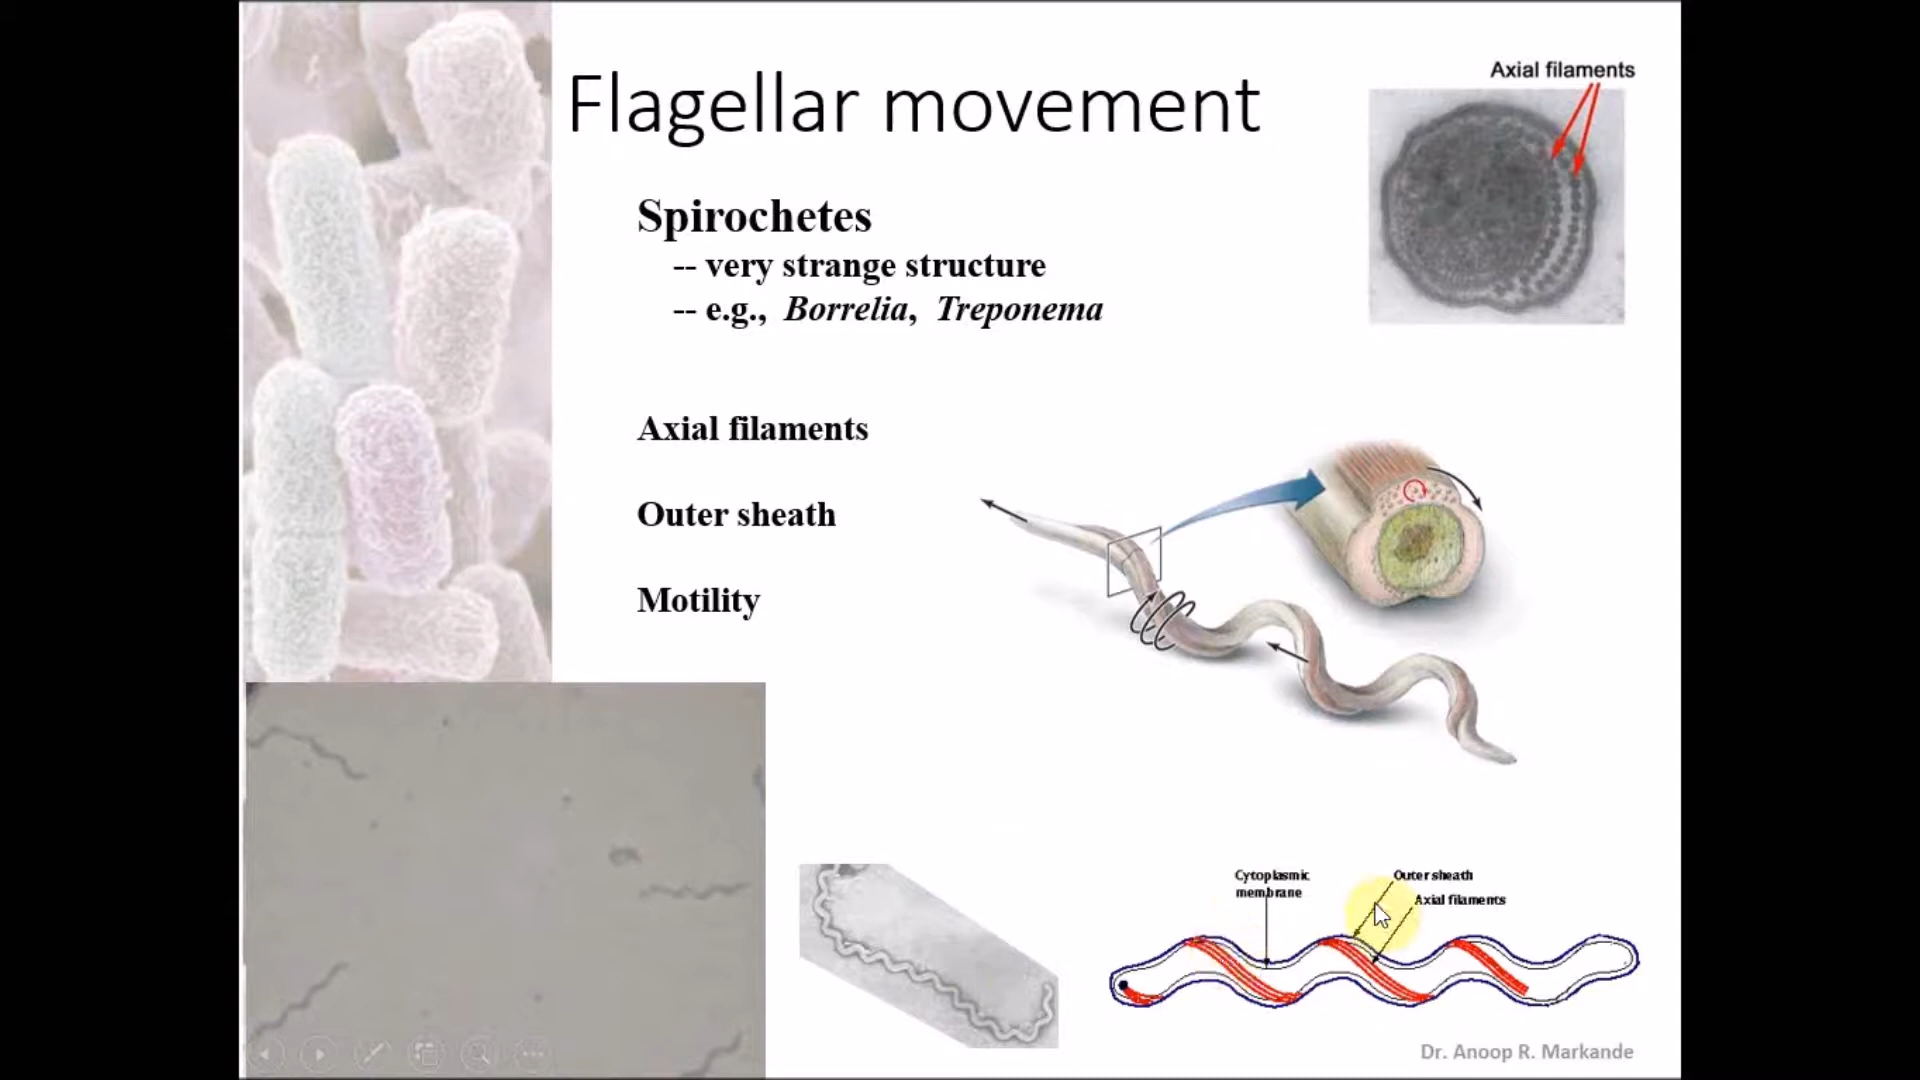 Flagellar movement
Axial filaments
Spirochetes
-- very strange structure
-- e.g., Borrelia, Treponema
Axial filaments
Outer sheath
Motility
Cytoplasmic
membrane
Outer sheath
Axial filaments
Dr. Anoop R. Markande